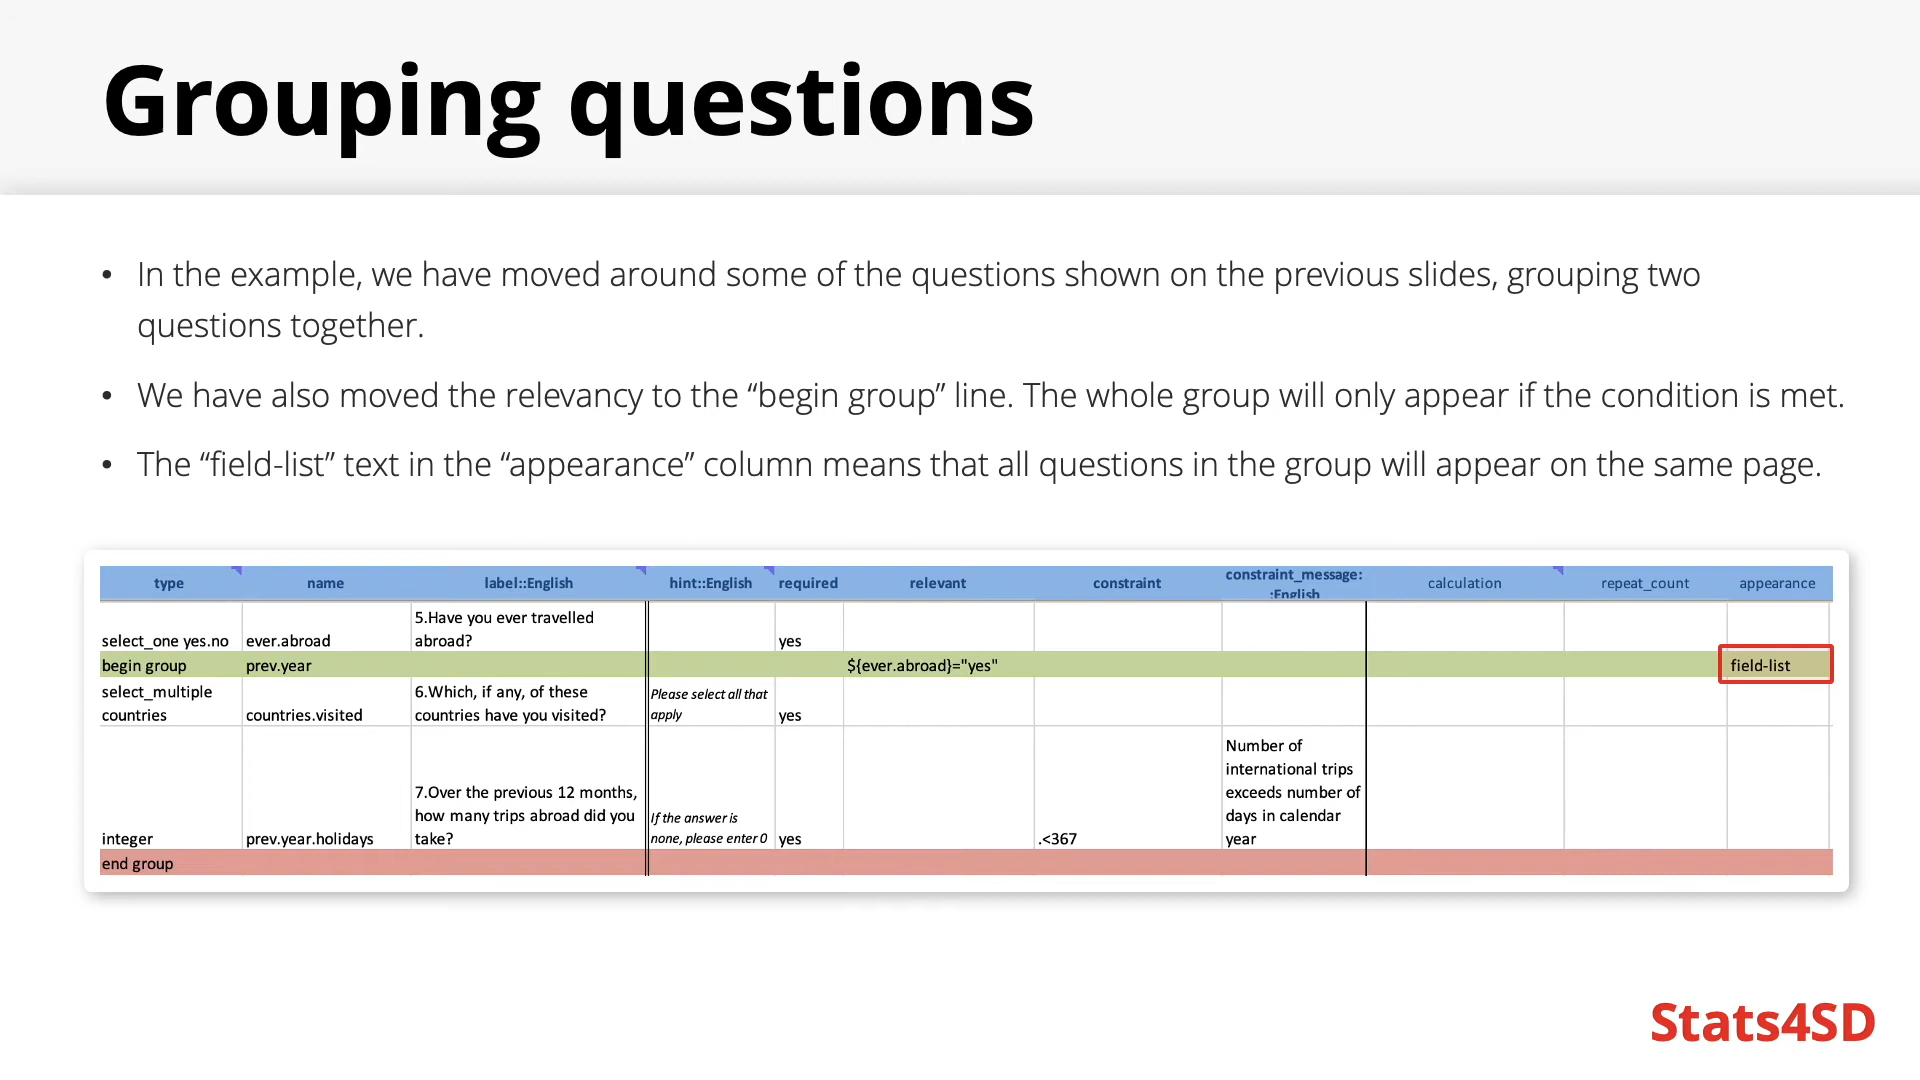 Grouping questions
• In the example, we have moved around some of the questions shown on the previous slides, grouping two
questions together.
• We have also moved the relevancy to the “begin group” line. The whole group will only appear if the condition is met.
• The “field-list” text in the “appearance” column means that all questions in the group will appear on the same page.
type name label::English hint::English required relevant constraint constraint_message: :English calculation repeat_count appearance
5.Have you ever travelled
select_one yes.no ever.abroad abroad? yes
begin group prev.year ${ever.abroad}="yes" field-list
select_multiple 6.Which, if any, of these Please select all that
countries countries.visited countries have you visited? apply yes
Number of
international trips
7.Over the previous 12 months, exceeds number of
how many trips abroad did you If the answer is days in calendar
integer prev.year.holidays take? none, please enter 0 yes .<367 year
end group
Stats4SD